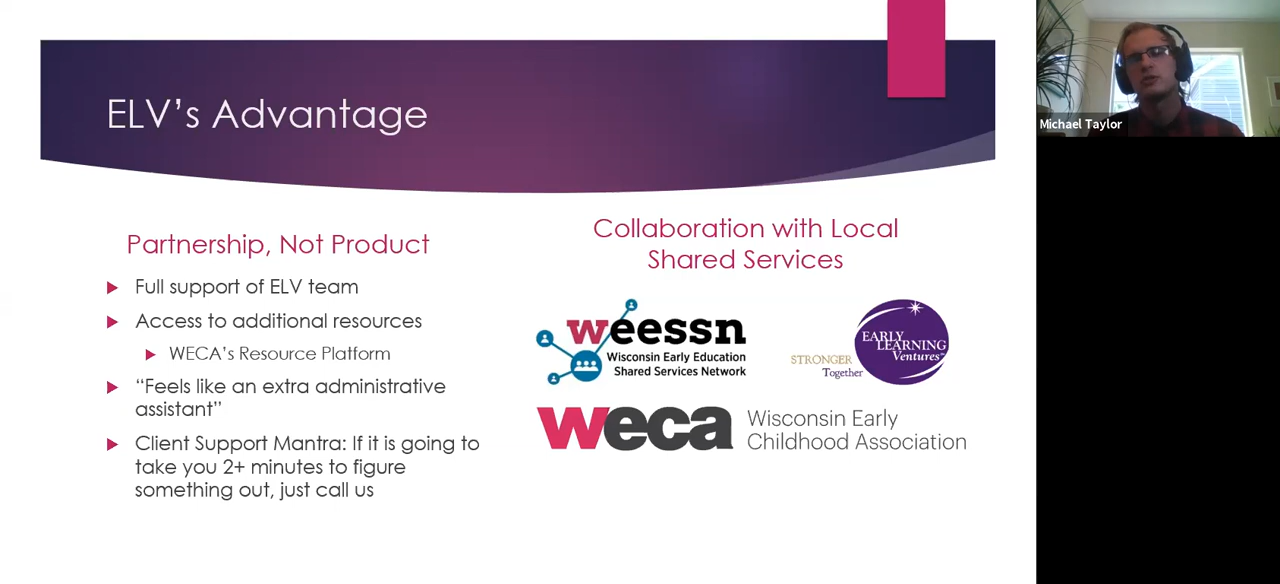 ELV’s Advantage
Michael Taylor
Partnership, Not Product
Full support of ELV team
Access to additional resources
WECA’s Resource Platform
“Feels like an extra administrative
assistant”
Client Support Mantra: If it is going to
take you 2+ minutes to figure
something out, just call us
Collaboration with Local
Shared Services
weessn
Wisconsin Early Education
Shared Services Network
STRONGER
Together
EARLY
LEARNING
Ventures™
weca
Wisconsin Early
Childhood Association